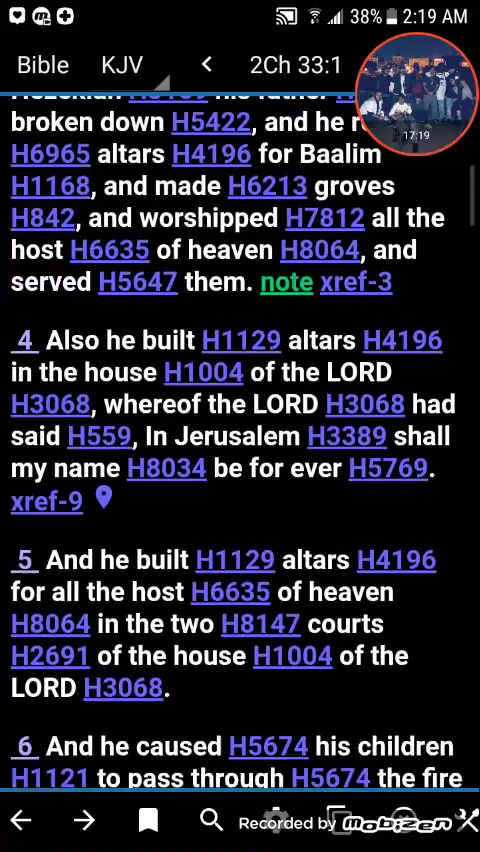 38% 2:19 AM
Bible KJV < 2Ch 33:1
17:19
broken down H5422, and he
H6965 altars H4196 for Baalim
H1168, and made H6213 groves
H842, and worshipped H7812 all the
host H6635 of heaven H8064, and
served H5647 them. note xref-3
4 Also he built H1129 altars H4196
in the house H1004 of the LORD
H3068, whereof the LORD H3068 had
said H559, In Jerusalem H3389 shall
my name H8034 be for ever H5769.
xref-9
5 And he built H1129 altars H4196
for all the host H6635 of heaven
H8064 in the two H8147 courts
H2691 of the house H1004 of the
LORD H3068.
6 And he caused H5674 his children
H1121 to pass through H5674 the fire
Recorded by mobizen